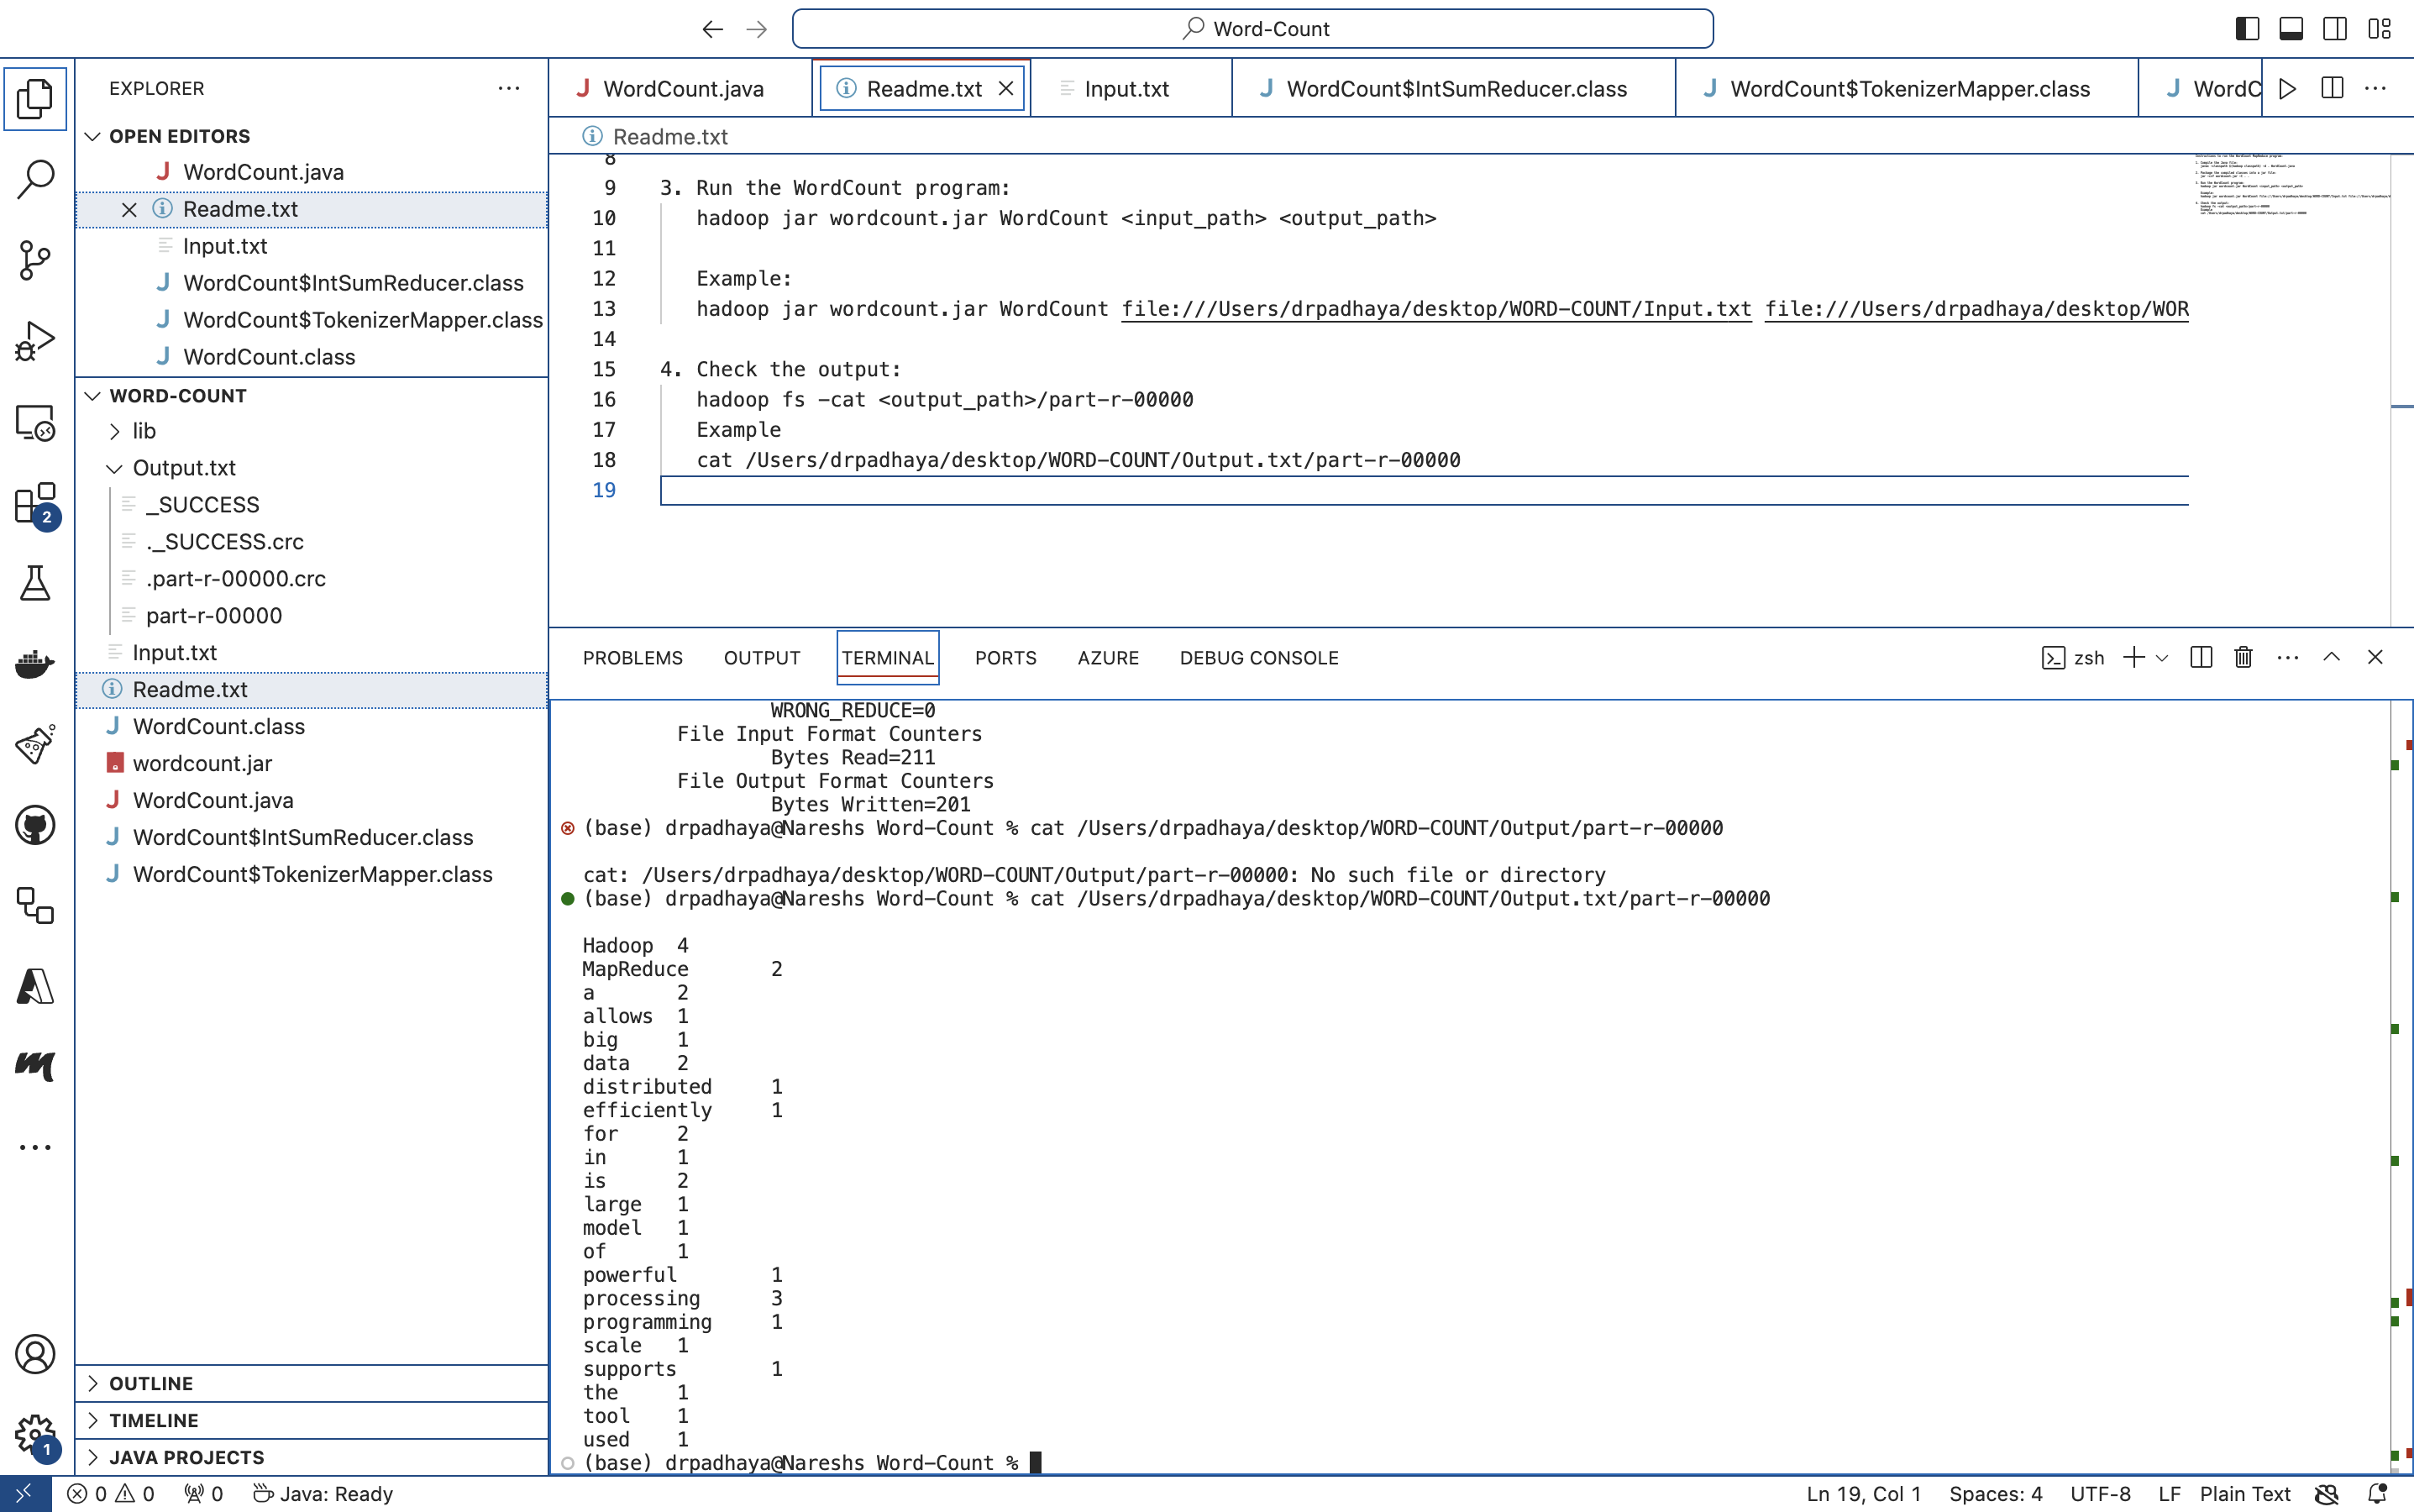 Word-Count
EXPLORER
OPEN EDITORS
WordCount.java
Readme.txt
Input.txt
WordCount$IntSumReducer.class
WordCount$TokenizerMapper.class
WordCount.class
WORD-COUNT
lib
Output.txt
_SUCCESS
._SUCCESS.crc
.part-r-00000.crc
part-r-00000
Input.txt
Readme.txt
WordCount.class
wordcount.jar
WordCount.java
WordCount$IntSumReducer.class
WordCount$TokenizerMapper.class
OUTLINE
TIMELINE
JAVA PROJECTS
2
1
WordCount.java
Readme.txt
Input.txt
WordCount$IntSumReducer.class
WordCount$TokenizerMapper.class
WordC
Readme.txt
8
9 3. Run the WordCount program:
10 hadoop jar wordcount.jar WordCount <input_path> <output_path>
11
12 Example:
13 hadoop jar wordcount.jar WordCount file:///Users/drpadhaya/desktop/WORD-COUNT/Input.txt file:///Users/drpadhaya/desktop/WOR
14
15 4. Check the output:
16 hadoop fs -cat <output_path>/part-r-00000
17 Example
18 cat /Users/drpadhaya/desktop/WORD-COUNT/Output.txt/part-r-00000
19
PROBLEMS OUTPUT TERMINAL PORTS AZURE DEBUG CONSOLE
zsh
WRONG_REDUCE=0
File Input Format Counters
Bytes Read=211
File Output Format Counters
Bytes Written=201
(base) drpadhaya@Nareshs Word-Count % cat /Users/drpadhaya/desktop/WORD-COUNT/Output/part-r-00000
cat: /Users/drpadhaya/desktop/WORD-COUNT/Output/part-r-00000: No such file or directory
(base) drpadhaya@Nareshs Word-Count % cat /Users/drpadhaya/desktop/WORD-COUNT/Output.txt/part-r-00000
Hadoop 4
MapReduce 2
a 2
allows 1
big 1
data 2
distributed 1
efficiently 1
for 2
in 1
is 2
large 1
model 1
of 1
powerful 1
processing 3
programming 1
scale 1
supports 1
the 1
tool 1
used 1
(base) drpadhaya@Nareshs Word-Count %
0 0 0 Java: Ready
Ln 19, Col 1 Spaces: 4 UTF-8 LF Plain Text